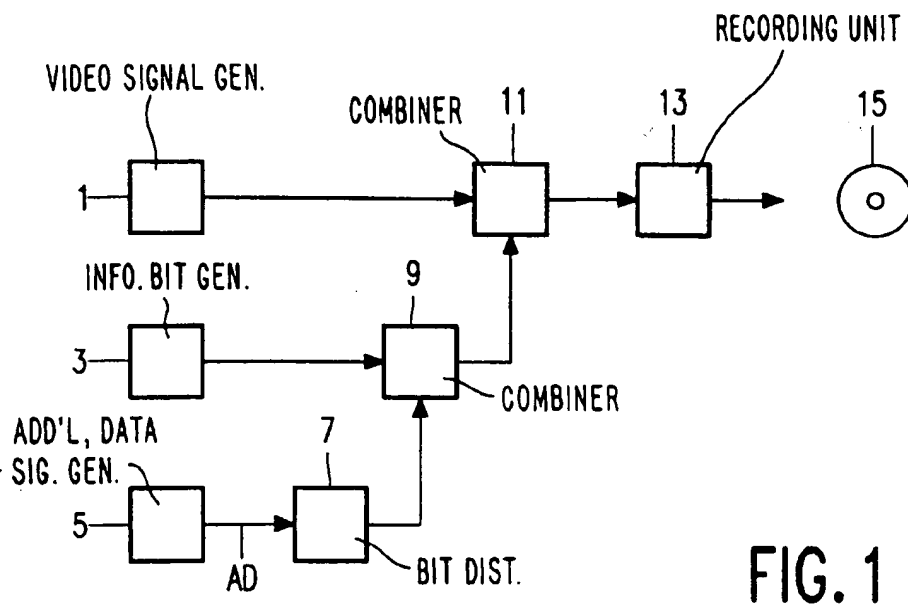 RECORDING UNIT
VIDEO SIGNAL GEN.
COMBINER
11
13
15
1
INFO. BIT GEN.
9
3
COMBINER
ADD'L, DATA
SIG. GEN.
7
5
AD
BIT DIST.
FIG. 1